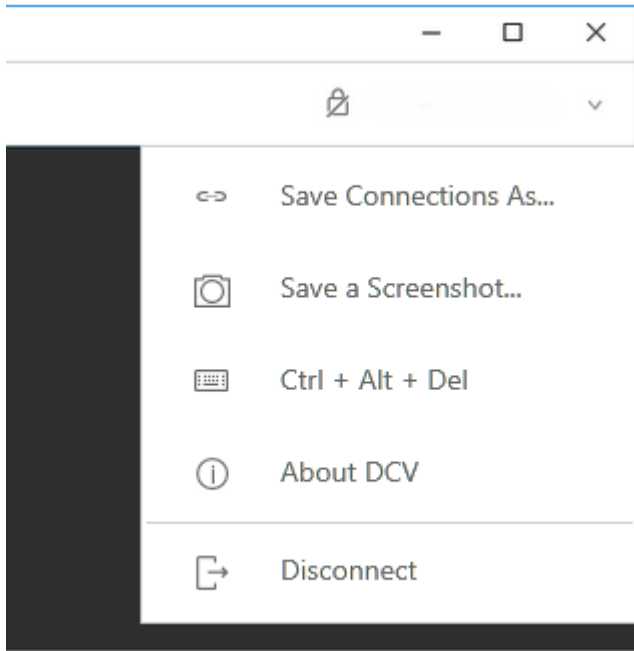 Save Connections As...
Save a Screenshot...
Ctrl + Alt + Del
About DCV
Disconnect